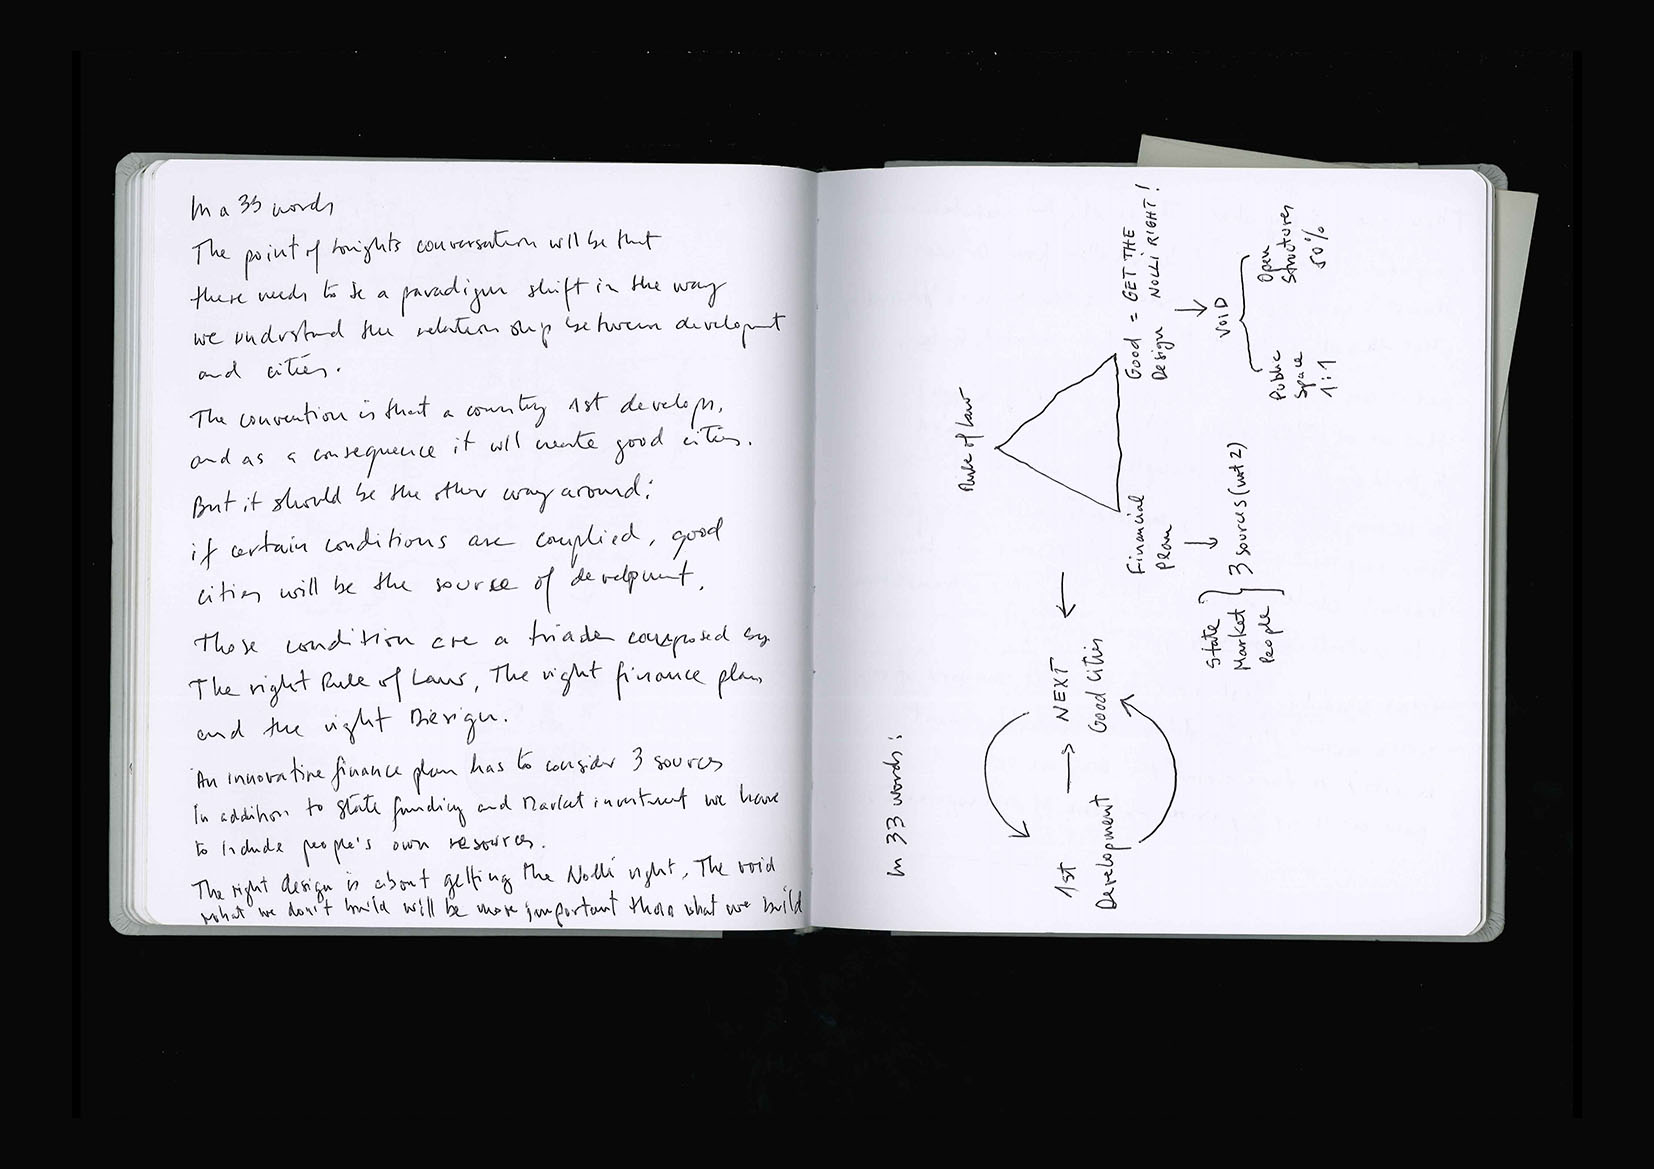 In a 33 words
The point of tonight's conversation will be that
there needs to be a paradigm shift in the way
we understand the relationship between development
and cities.
The convention is that a country 1st develops,
and as a consequence it will create good cities.
But it should be the other way around:
if certain conditions are complied, good
cities will be the source of development.
Those condition are a triade composed by
The right Rule of Law, The right finance plan
and the right Design.
An innovative finance plan has to consider 3 sources
In addition to state funding and Market investment we have
to include people's own resources.
The right design is about getting the Nolli right, The void
what we don't build will be more important than what we build
In 33 words:
1st → NEXT
Development Good Cities
←
Rule of Law
Financial
Plan
Good = GET THE
Design NOLLI RIGHT!
↓
3 sources (not 2)
State
Market
People
↓
VOID
Public
Space
1:1
Open
Structures
50%